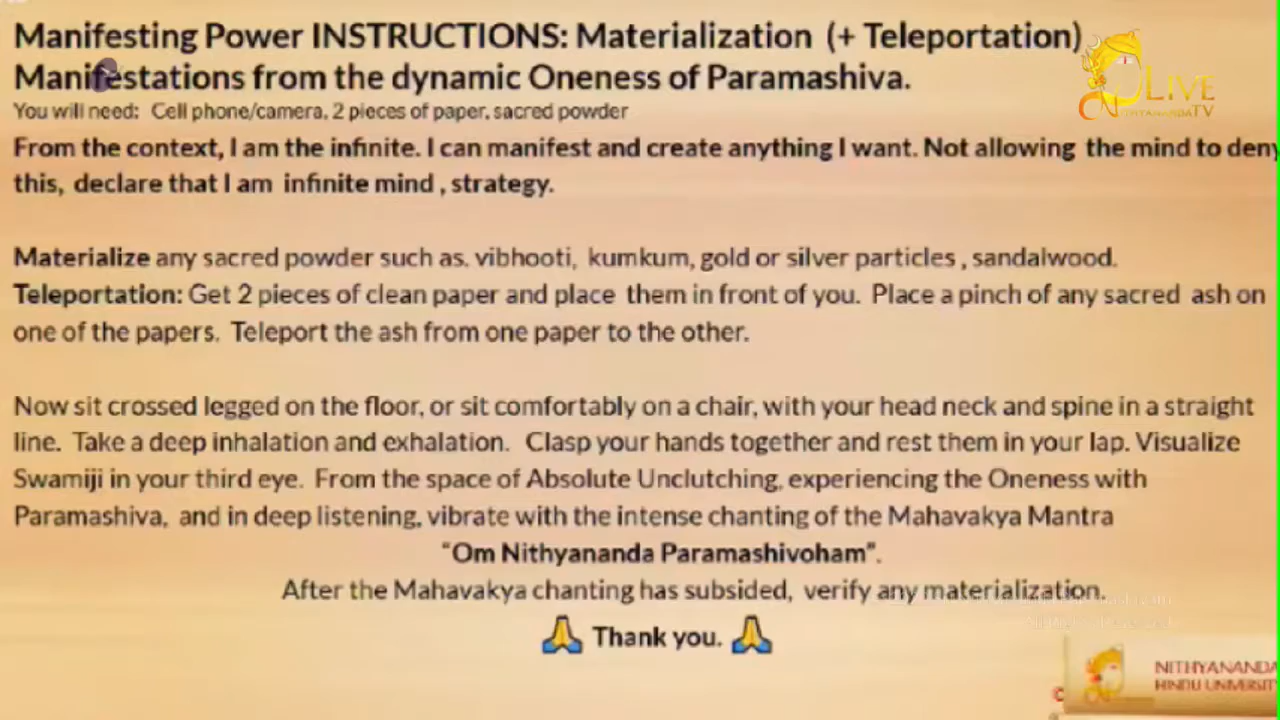 Manifesting Power INSTRUCTIONS: Materialization (+ Teleportation)
Manifestations from the dynamic Oneness of Paramashiva.
You will need: Cell phone/camera, 2 pieces of paper, sacred powder
From the context, I am the infinite. I can manifest and create anything I want. Not allowing the mind to deny
this, declare that I am infinite mind , strategy.
Materialize any sacred powder such as. vibhooti, kumkum, gold or silver particles , sandalwood.
Teleportation: Get 2 pieces of clean paper and place them in front of you. Place a pinch of any sacred ash on
one of the papers. Teleport the ash from one paper to the other.
Now sit crossed legged on the floor, or sit comfortably on a chair, with your head neck and spine in a straight
line. Take a deep inhalation and exhalation. Clasp your hands together and rest them in your lap. Visualize
Swamiji in your third eye. From the space of Absolute Unclutching, experiencing the Oneness with
Paramashiva, and in deep listening, vibrate with the intense chanting of the Mahavakya Mantra
"Om Nithyananda Paramashivoham".
After the Mahavakya chanting has subsided, verify any materialization.
🙏 Thank you. 🙏
LIVE
NITHYANANDATV
NITHYANANDA
HINDU UNIVERSITY